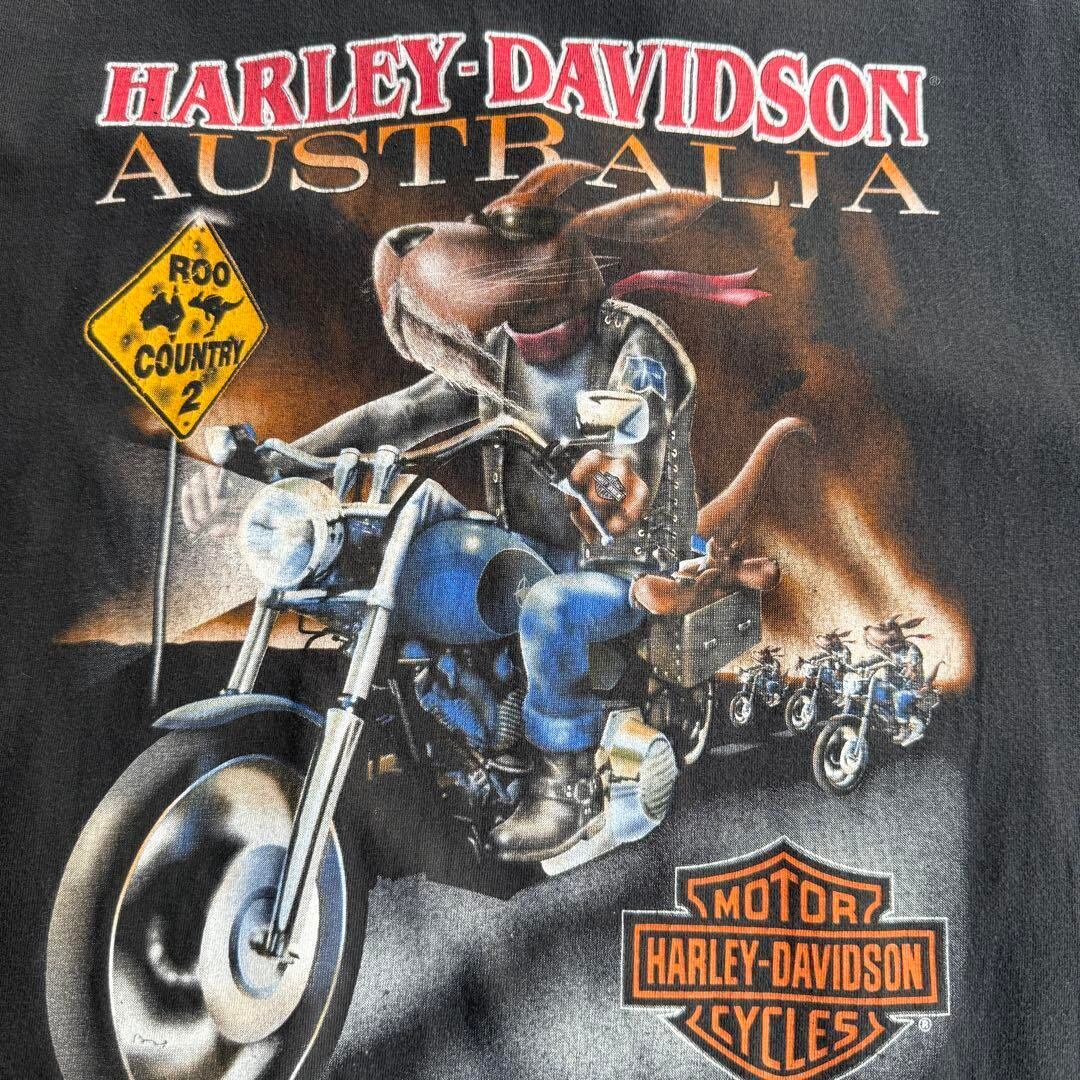 HARLEY-DAVIDSON®
AUSTRALIA
ROO
COUNTRY
2
MOTOR
HARLEY-DAVIDSON
CYCLES®